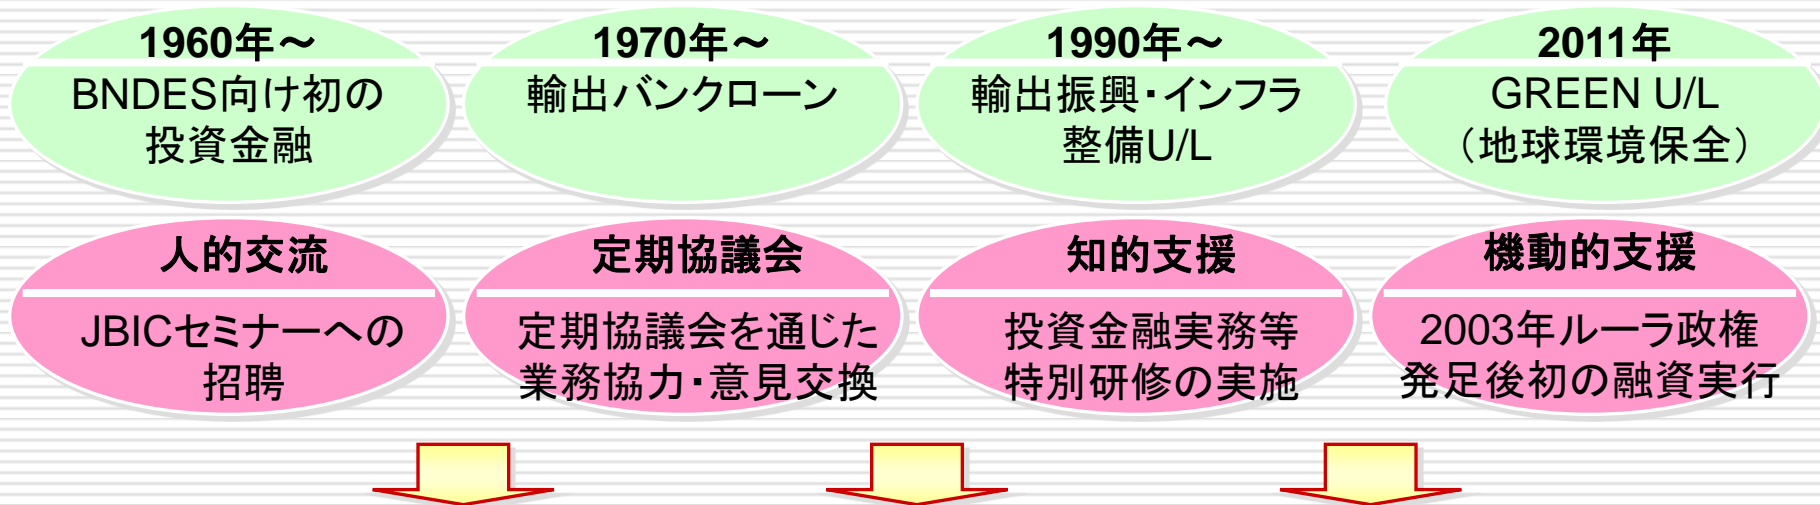 1960年～
BNDES向け初の
投資金融
1970年～
輸出バンクローン
1990年～
輸出振興・インフラ
整備U/L
2011年
GREEN U/L
（地球環境保全）
人的交流
JBICセミナーへの
招聘
定期協議会
定期協議会を通じた
業務協力・意見交換
知的支援
投資金融実務等
特別研修の実施
機動的支援
2003年ルーラ政権
発足後初の融資実行